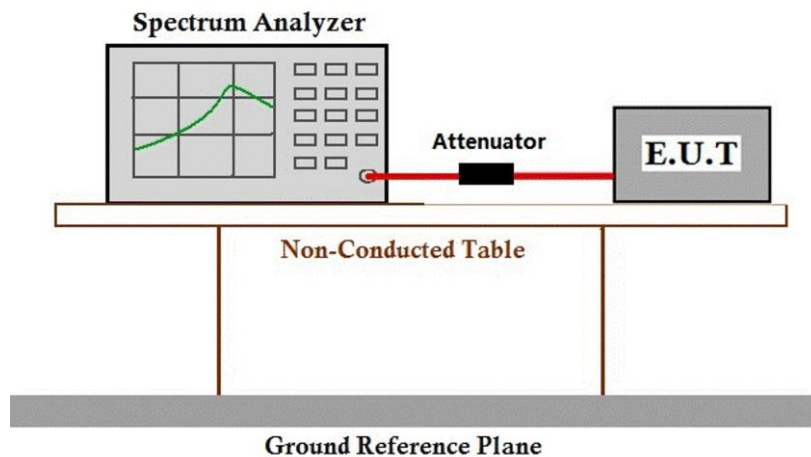 Spectrum Analyzer
Attenuator
E.U.T
Non-Conducted Table
Ground Reference Plane